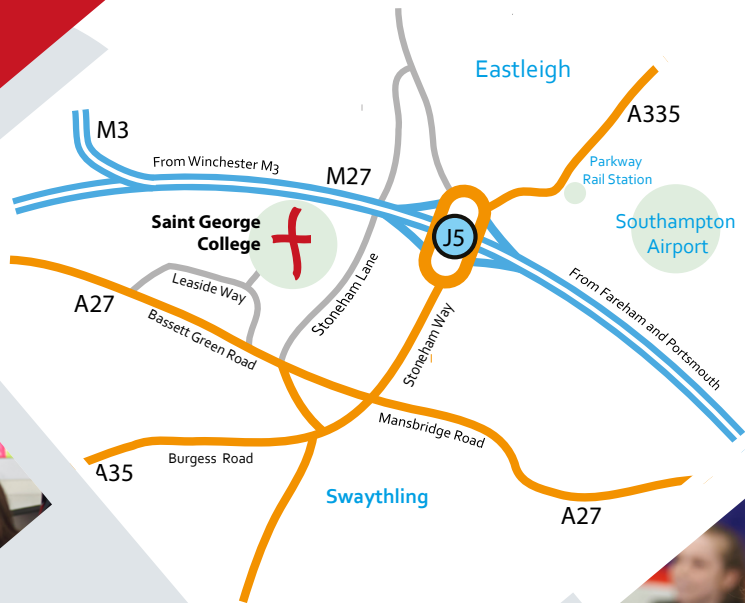 Eastleigh
A335
M3
From Winchester M3
M27
Parkway
Rail Station
Saint George
College
J5
Southampton
Airport
Leaside Way
Stoneham Lane
A27
Bassett Green Road
Stoneham Way
From Fareham and Portsmouth
Mansbridge Road
A35
Burgess Road
Swaythling
A27